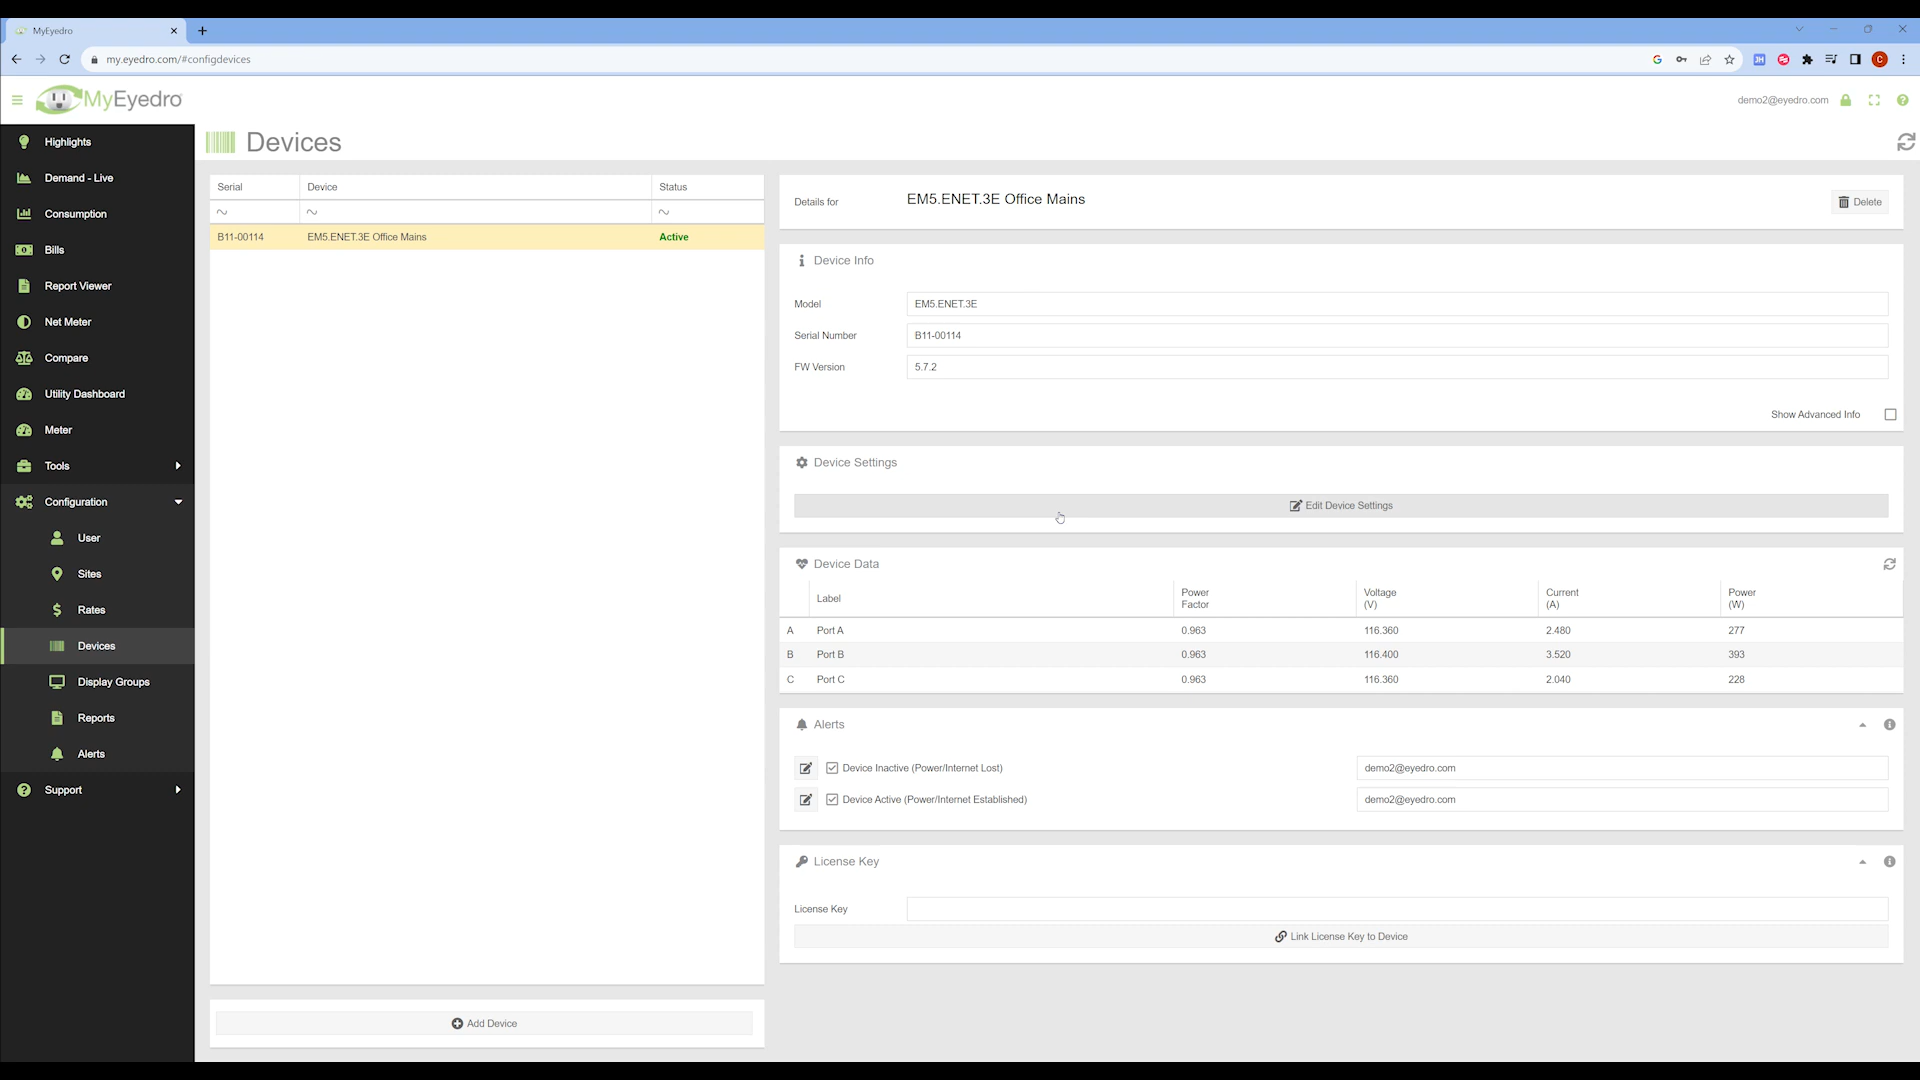 MyEyedro
my.eyedro.com/#configdevices
JH
C
MyEyedro
demo2@eyedro.com
Highlights
Demand - Live
Consumption
Bills
Report Viewer
Net Meter
Compare
Utility Dashboard
Meter
Tools
Configuration
User
Sites
Rates
Devices
Display Groups
Reports
Alerts
Support
Devices
Serial Device Status
B11-00114 EM5.ENET.3E Office Mains Active
Add Device
Details for EM5.ENET.3E Office Mains Delete
Device Info
Model EM5.ENET.3E
Serial Number B11-00114
FW Version 5.7.2
Show Advanced Info
Device Settings
Edit Device Settings
Device Data
Label Power Factor Voltage (V) Current (A) Power (W)
A Port A 0.963 116.360 2.480 277
B Port B 0.963 116.400 3.520 393
C Port C 0.963 116.360 2.040 228
Alerts
Device Inactive (Power/Internet Lost) demo2@eyedro.com
Device Active (Power/Internet Established) demo2@eyedro.com
License Key
License Key
Link License Key to Device